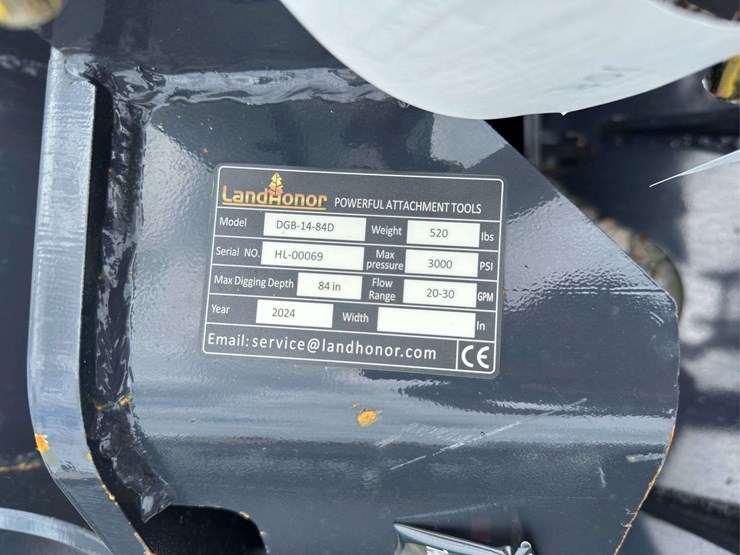 LandHonor POWERFUL ATTACHMENT TOOLS
Model DGB-14-84D Weight 520 lbs
Serial NO. HL-00069 Max pressure 3000 PSI
Max Digging Depth 84 in Flow Range 20-30 GPM
Year 2024 Width In
Email: service@landhonor.com CE